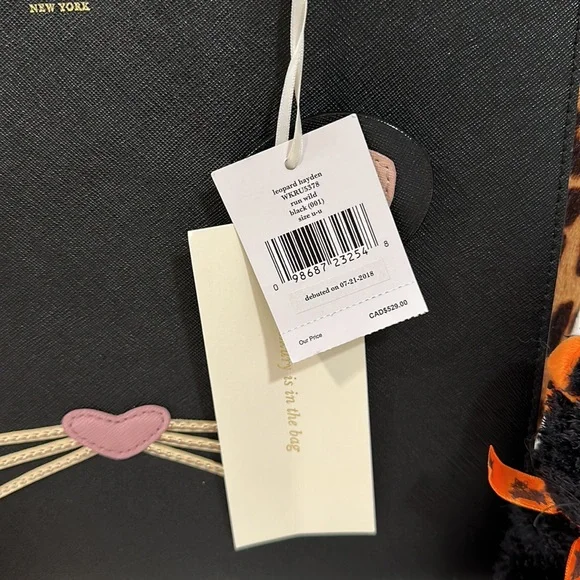 NEW YORK
leopard hayden
WKRU5378
run wild
black (001)
size u-u
0 98687 23254 8
debuted on 07-21-2018
Our Price
CAD$529.00
is in the bag